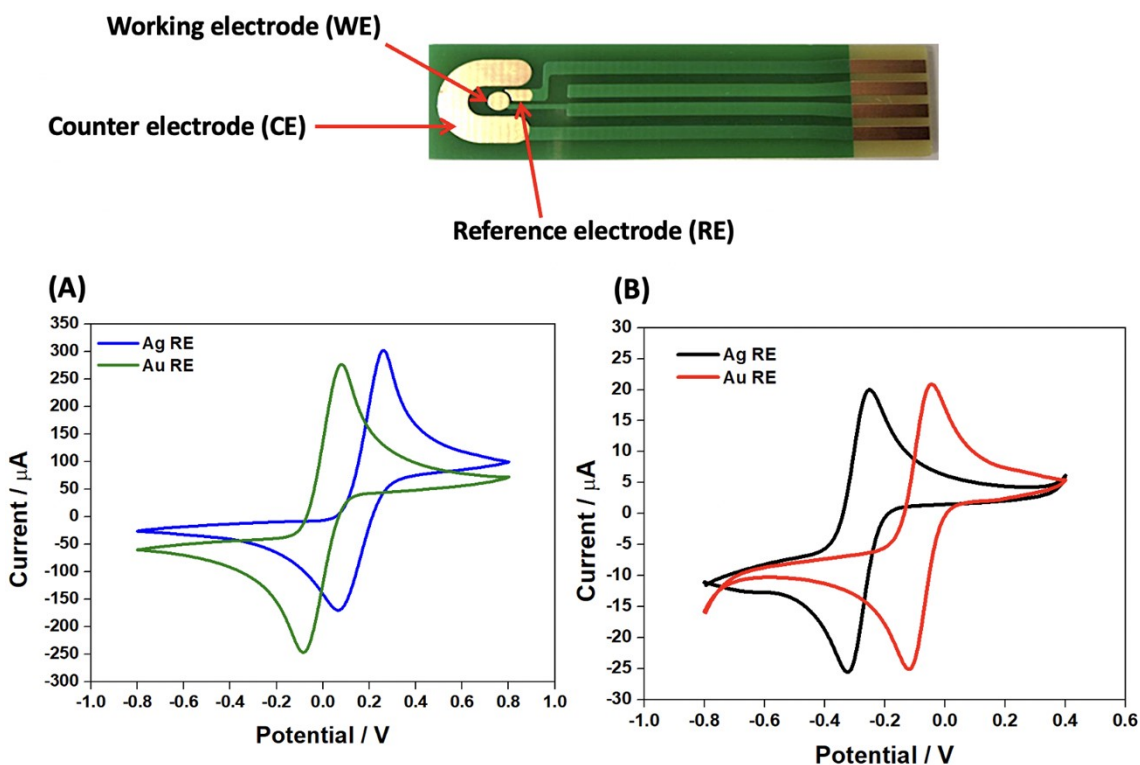 Working electrode (WE)
Counter electrode (CE)
Reference electrode (RE)
(A)
350
300
250
200
150
100
50
0
-50
-100
-150
-200
-250
-300
Current / μA
Ag RE
Au RE
-1.0 -0.8 -0.6 -0.4 -0.2 0.0 0.2 0.4 0.6 0.8 1.0
Potential / V
(B)
30
25
20
15
10
5
0
-5
-10
-15
-20
-25
-30
Current / μA
Ag RE
Au RE
-1.0 -0.8 -0.6 -0.4 -0.2 0.0 0.2 0.4 0.6
Potential / V